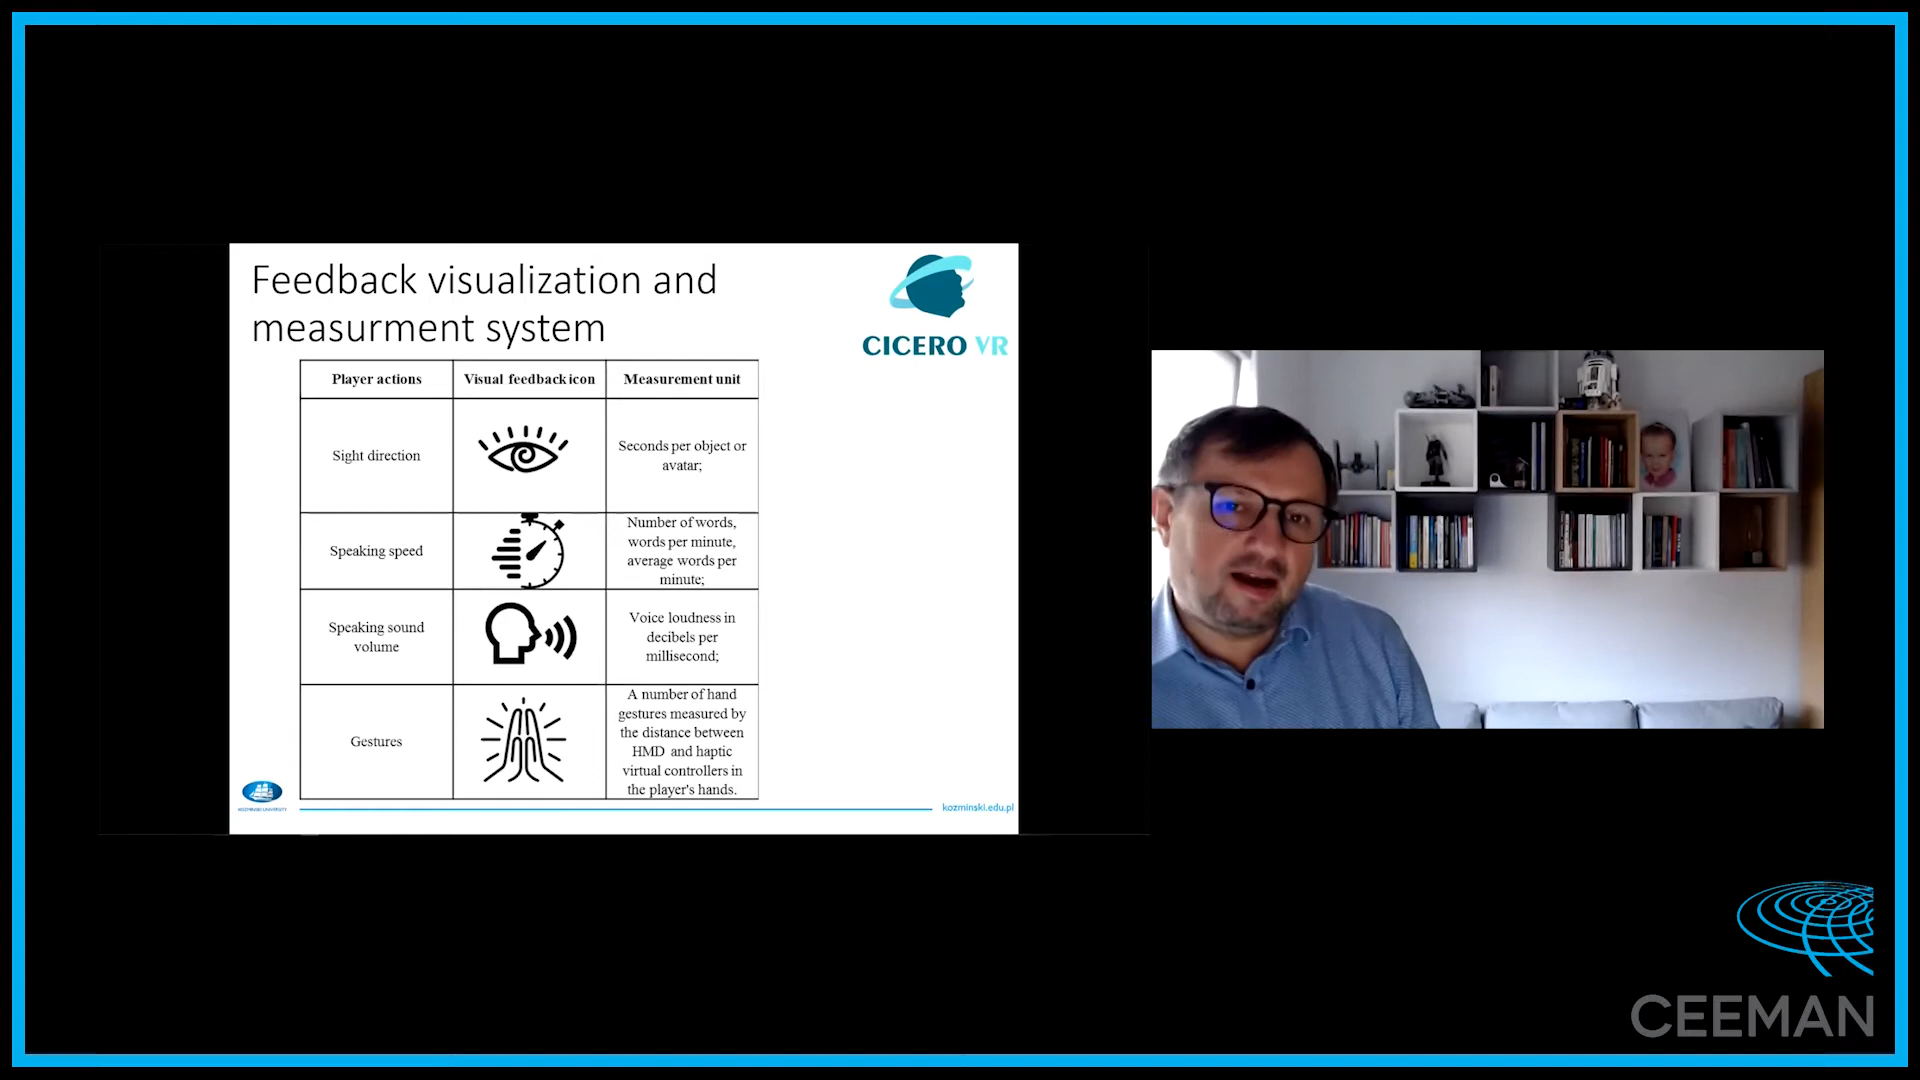 Feedback visualization and
measurment system
CICERO VR
Player actions
Visual feedback icon
Measurement unit
Sight direction
Seconds per object or
avatar;
Speaking speed
Number of words,
words per minute,
average words per
minute;
Speaking sound
volume
Voice loudness in
decibels per
millisecond;
Gestures
A number of hand
gestures measured by
the distance between
HMD and haptic
virtual controllers in
the player's hands.
KOZMINSKI UNIVERSITY
kozminski.edu.pl
CEEMAN